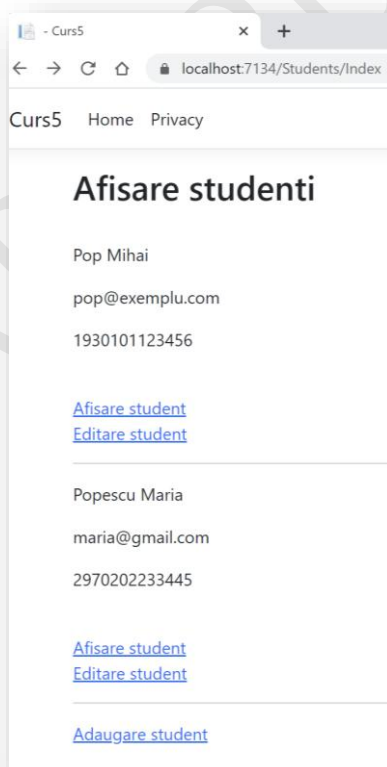 - Curs5
localhost:7134/Students/Index
Curs5 Home Privacy
Afisare studenti
Pop Mihai
pop@exemplu.com
1930101123456
Afisare student
Editare student
Popescu Maria
maria@gmail.com
2970202233445
Afisare student
Editare student
Adaugare student